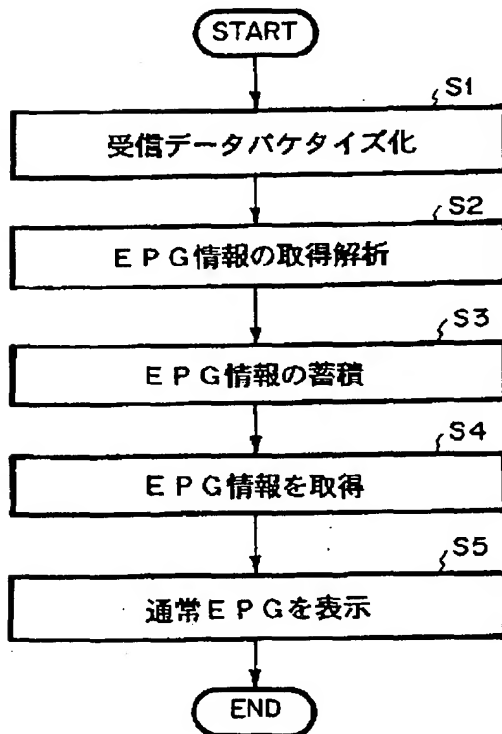 START
S1
受信データパケタイズ化
S2
EPG情報の取得解析
S3
EPG情報の蓄積
S4
EPG情報を取得
S5
通常EPGを表示
END